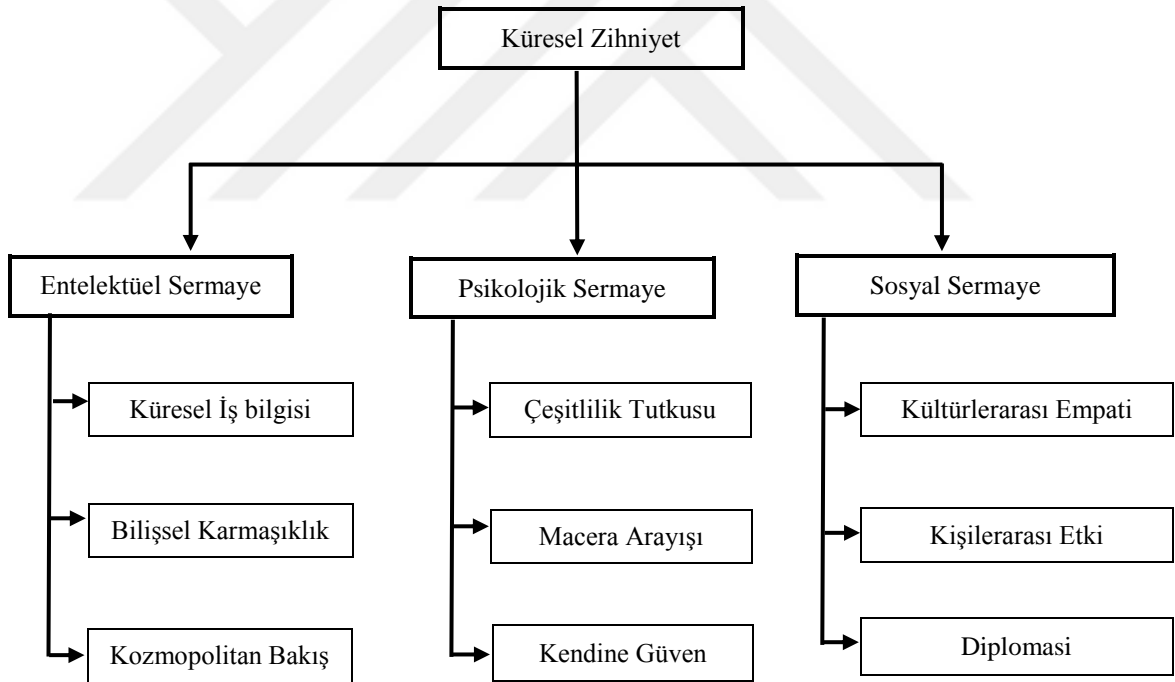 Küresel Zihniyet
Entelektüel Sermaye
Psikolojik Sermaye
Sosyal Sermaye
Küresel İş bilgisi
Çeşitlilik Tutkusu
Kültürlerarası Empati
Bilişsel Karmaşıklık
Macera Arayışı
Kişilerarası Etki
Kozmopolitan Bakış
Kendine Güven
Diplomasi